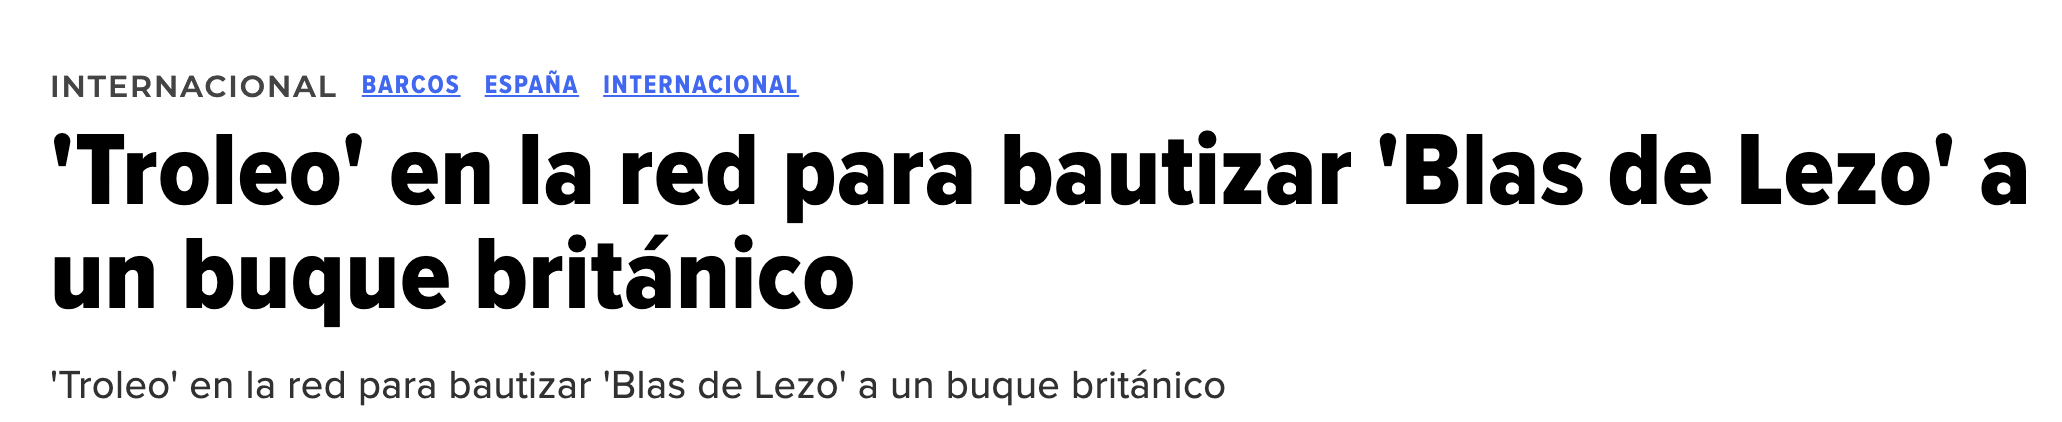 INTERNACIONAL BARCOS ESPAÑA INTERNACIONAL
'Troleo' en la red para bautizar 'Blas de Lezo' a
un buque británico
'Troleo' en la red para bautizar 'Blas de Lezo' a un buque británico